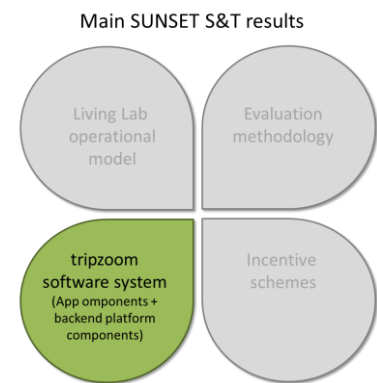 Main SUNSET S&T results
Living Lab
operational
model
Evaluation
methodology
tripzoom
software system
(App omponents +
backend platform
components)
Incentive
schemes